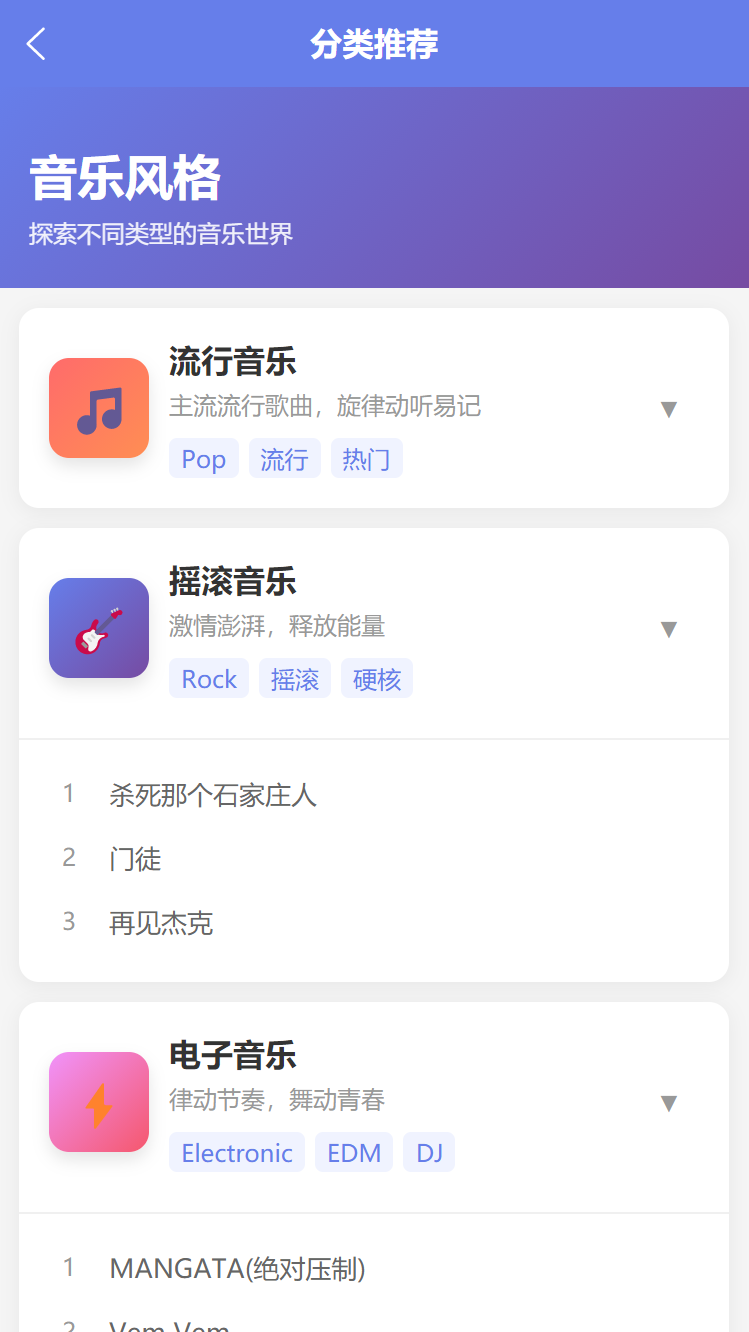 分类推荐
音乐风格
探索不同类型的音乐世界
流行音乐
主流流行歌曲，旋律动听易记
Pop 流行 热门
摇滚音乐
激情澎湃，释放能量
Rock 摇滚 硬核
1 杀死那个石家庄人
2 门徒
3 再见杰克
电子音乐
律动节奏，舞动青春
Electronic EDM DJ
1 MANGATA(绝对压制)
2 Vem Vem